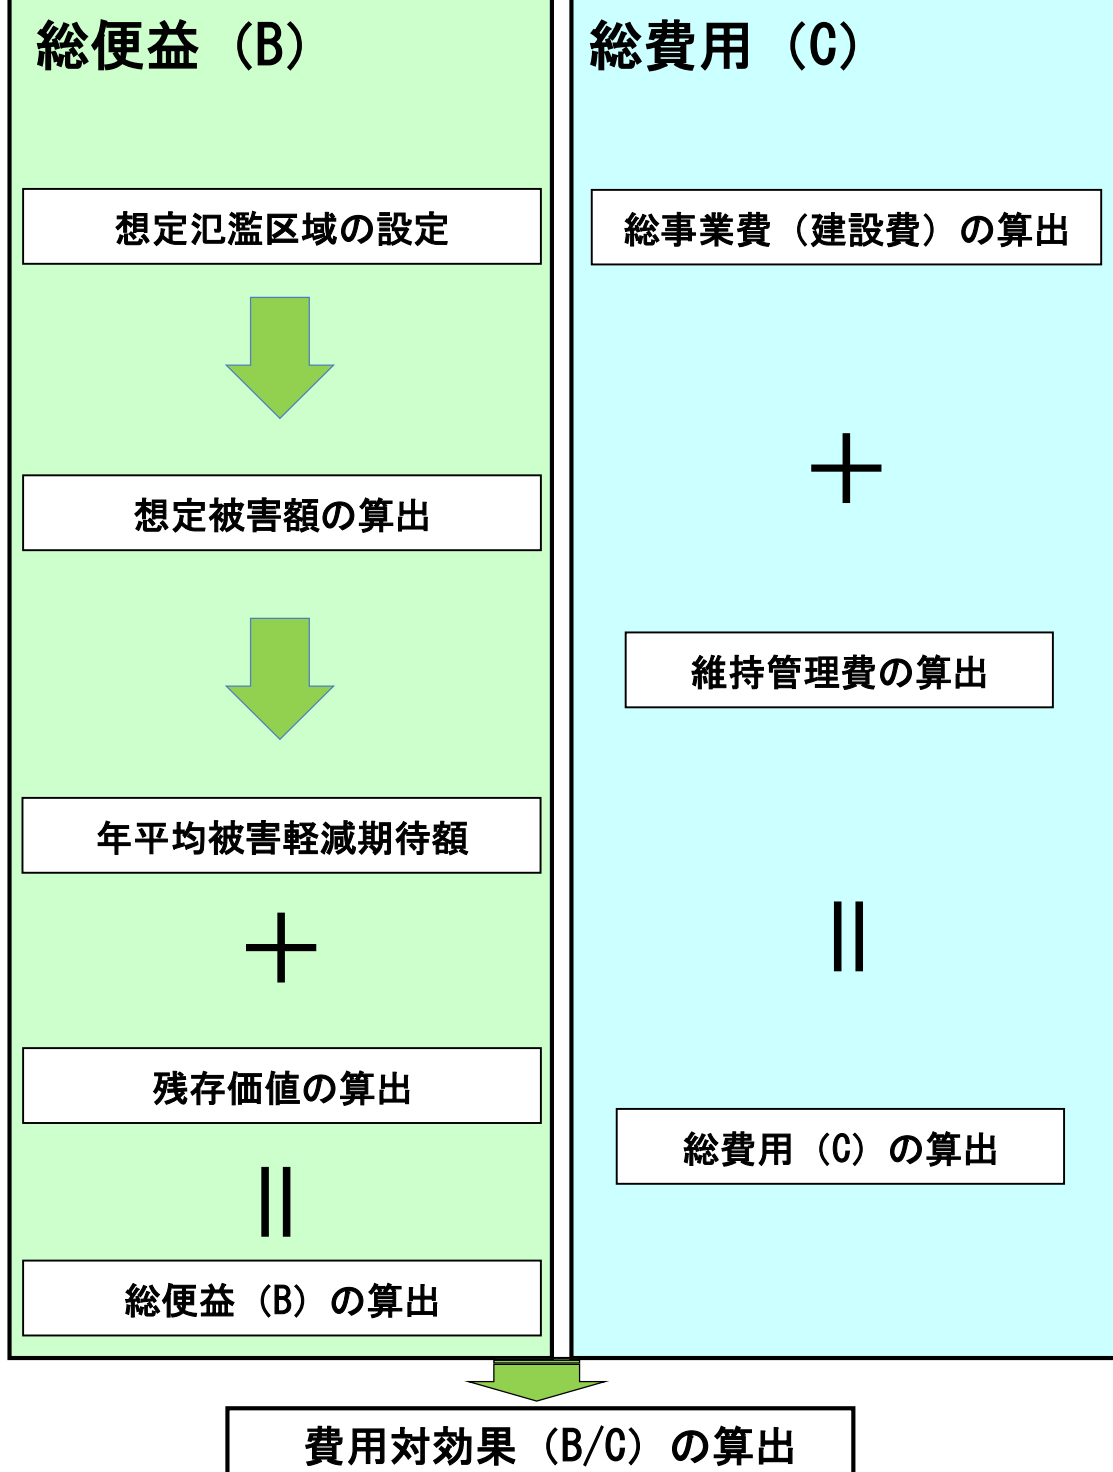 総便益（B）
想定氾濫区域の設定
想定被害額の算出
年平均被害軽減期待額
＋
残存価値の算出
＝
総便益（B）の算出
総費用（C）
総事業費（建設費）の算出
＋
維持管理費の算出
＝
総費用（C）の算出
費用対効果（B/C）の算出